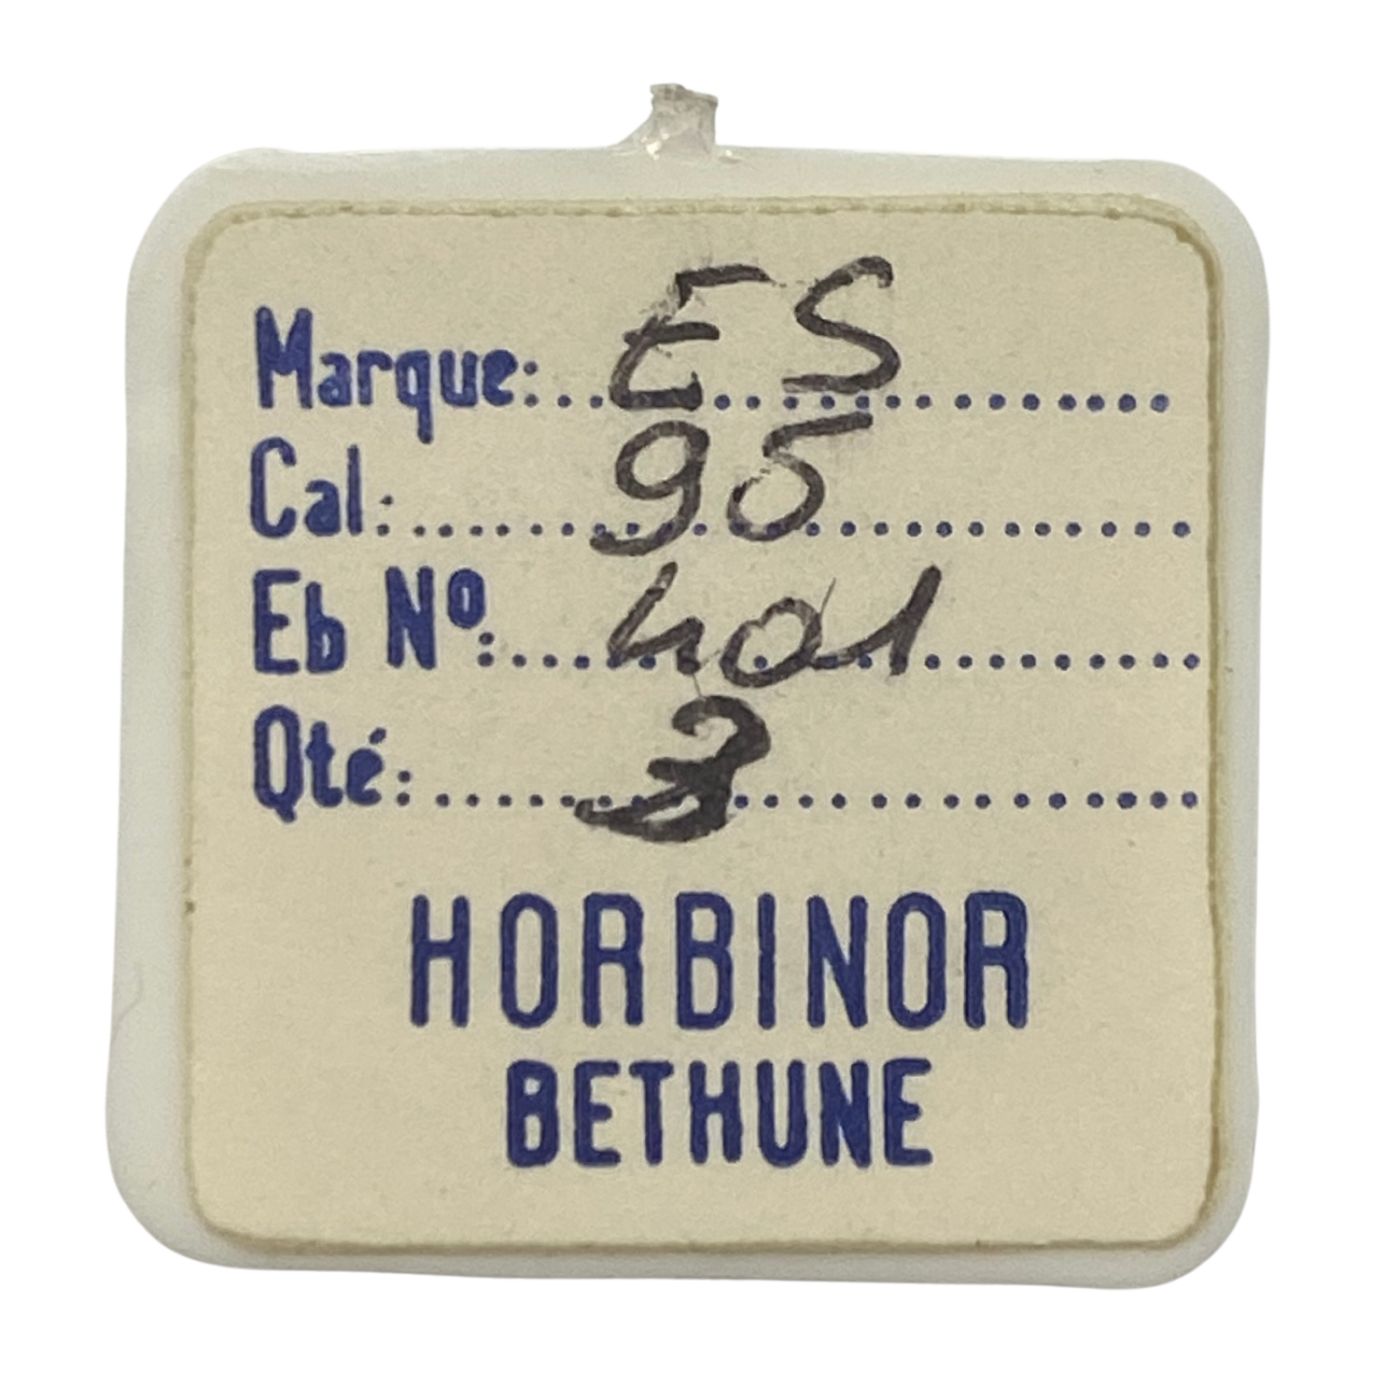 Marque: ES
Cal: 95
Eb Nº: 401
Qté: 3
HORBINOR
BETHUNE